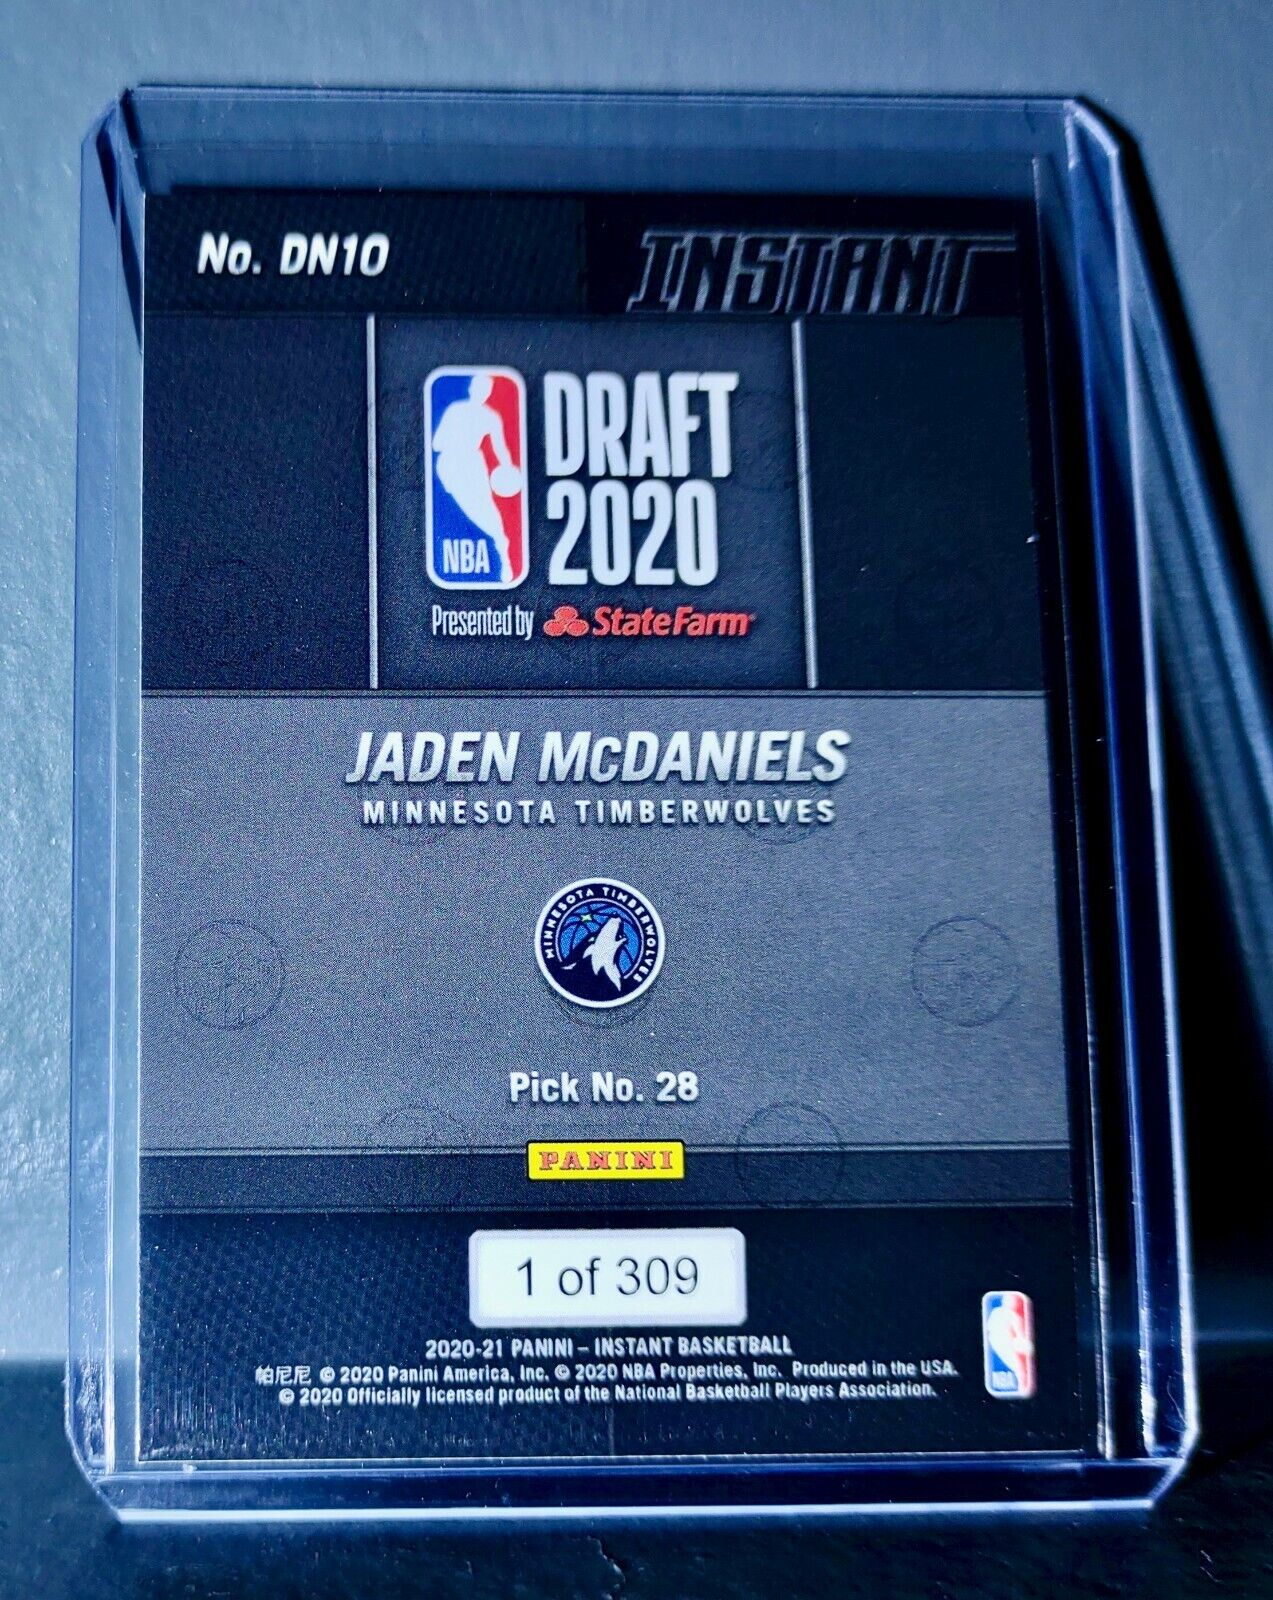 No. DN10
INSTANT
DRAFT
2020
NBA
Presented by StateFarm
JADEN McDANIELS
MINNESOTA TIMBERWOLVES
MINNESOTA TIMBERWOLVES
Pick No. 28
PANINI
1 of 309
2020-21 PANINI – INSTANT BASKETBALL
帕尼尼 © 2020 Panini America, Inc. © 2020 NBA Properties, Inc. Produced in the USA.
© 2020 Officially licensed product of the National Basketball Players Association.
NBA